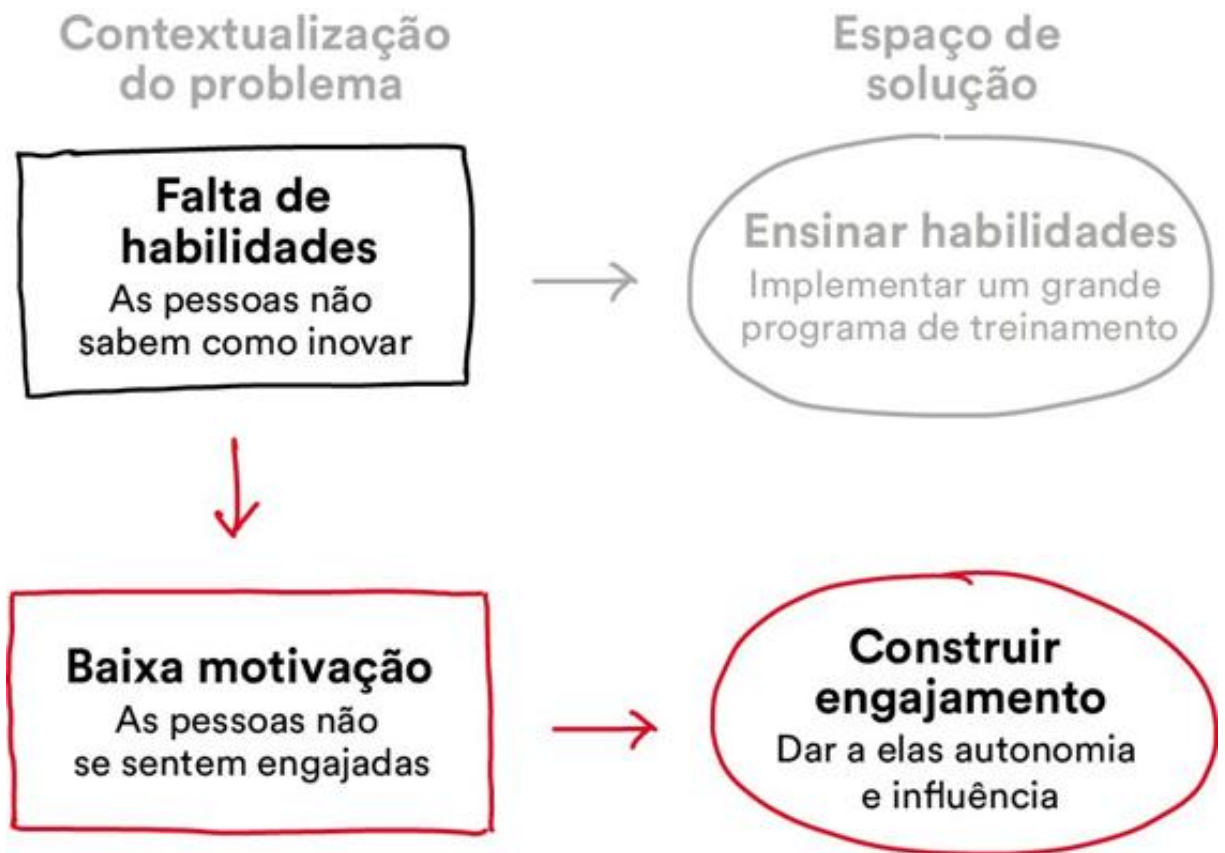 Contextualização
do problema
Espaço de
solução
Falta de
habilidades
As pessoas não
sabem como inovar
Ensinar habilidades
Implementar um grande
programa de treinamento
Baixa motivação
As pessoas não
se sentem engajadas
Construir
engajamento
Dar a elas autonomia
e influência